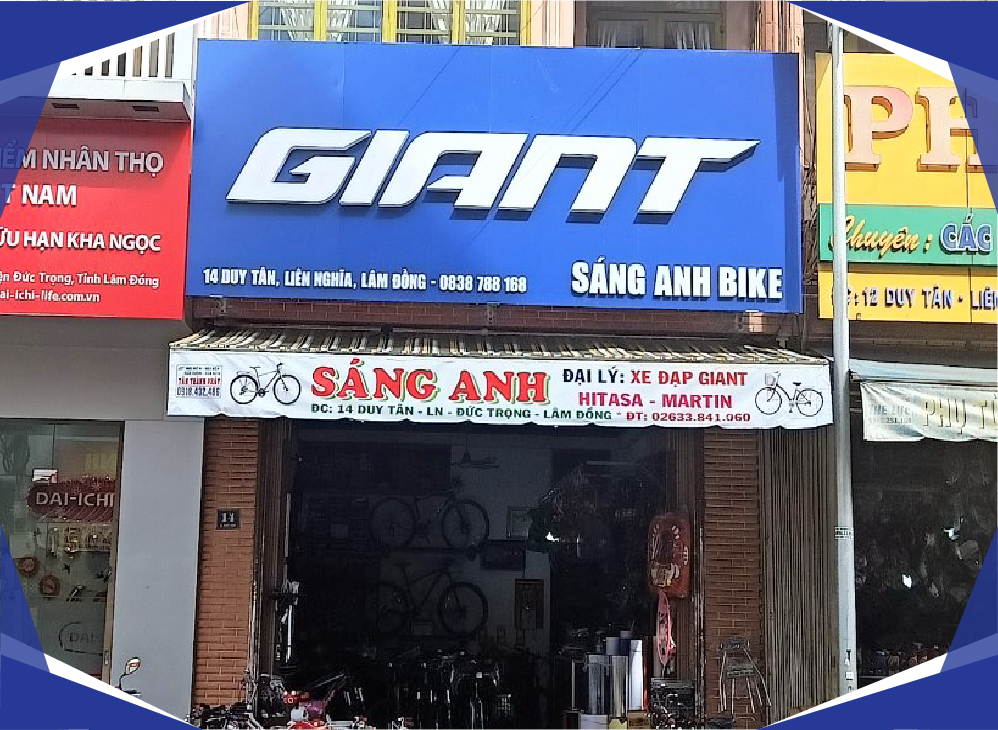 GIANT
14 DUY TÂN, LIÊN NGHĨA, LÂM ĐỒNG - 0838 788 168
SÁNG ANH BIKE
M NHÂN THỌ
T NAM
ỮU HẠN KHA NGỌC
ện Đức Trọng, Tỉnh Lâm Đồng
ai-ichi-life.com.vn
PH
Chuyên : CÁC
12 DUY TÂN - LIÊN
SÁNG ANH
ĐẠI LÝ: XE ĐẠP GIANT
HITASA - MARTIN
ĐC: 14 DUY TÂN - LN - ĐỨC TRỌNG - LÂM ĐỒNG * ĐT: 02633.841.060
PHỤ T
DAI-ICHI
14
DAI